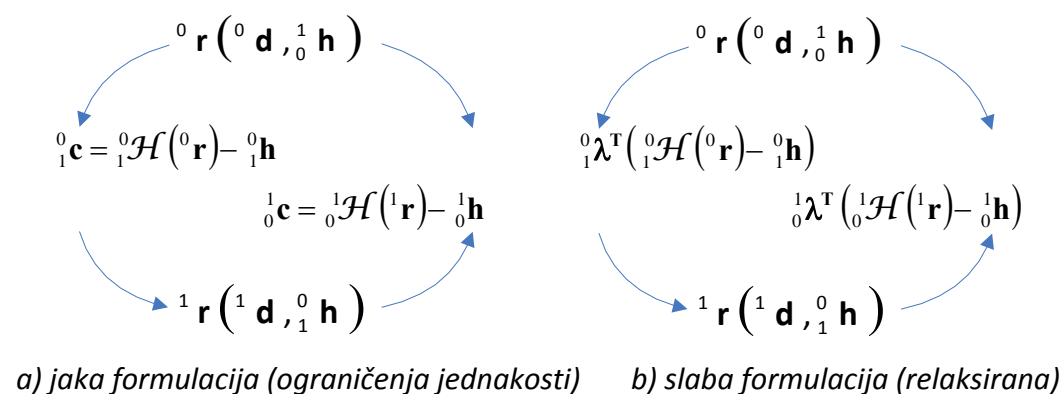 ⁰r(⁰d, ¹₀h) ⁰r(⁰d, ¹₀h)
⁰₁c = ⁰₁ℋ(⁰r) – ⁰₁h ⁰₁λᵀ(⁰₁ℋ(⁰r) – ⁰₁h)
¹₀c = ¹₀ℋ(¹r) – ¹₀h ¹₀λᵀ(¹₀ℋ(¹r) – ¹₀h)
¹r(¹d, ⁰₁h) ¹r(¹d, ⁰₁h)
a) jaka formulacija (ograničenja jednakosti) b) slaba formulacija (relaksirana)